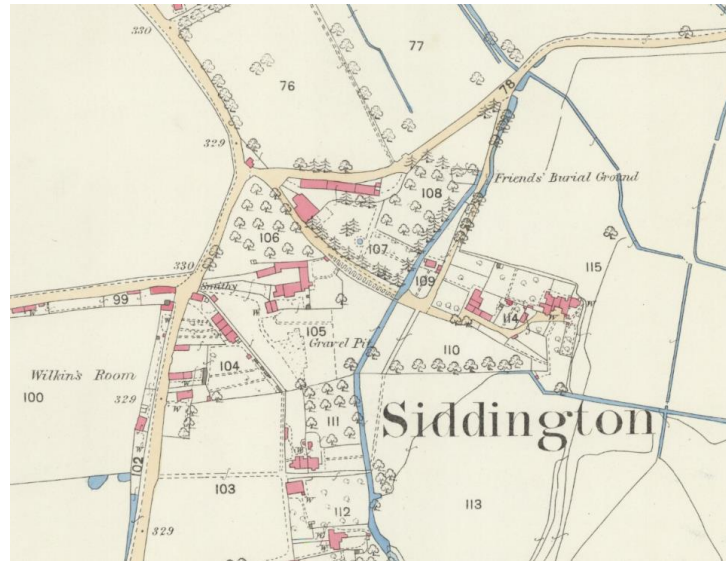 330
77
76
78
329
Friends' Burial Ground
108
106
107
115
330
109
Smithy
99
114
105
Gravel Pit
110
104
Wilkin's Room
W
100
329
W
Siddington
111
W
102
103
113
112
329
W